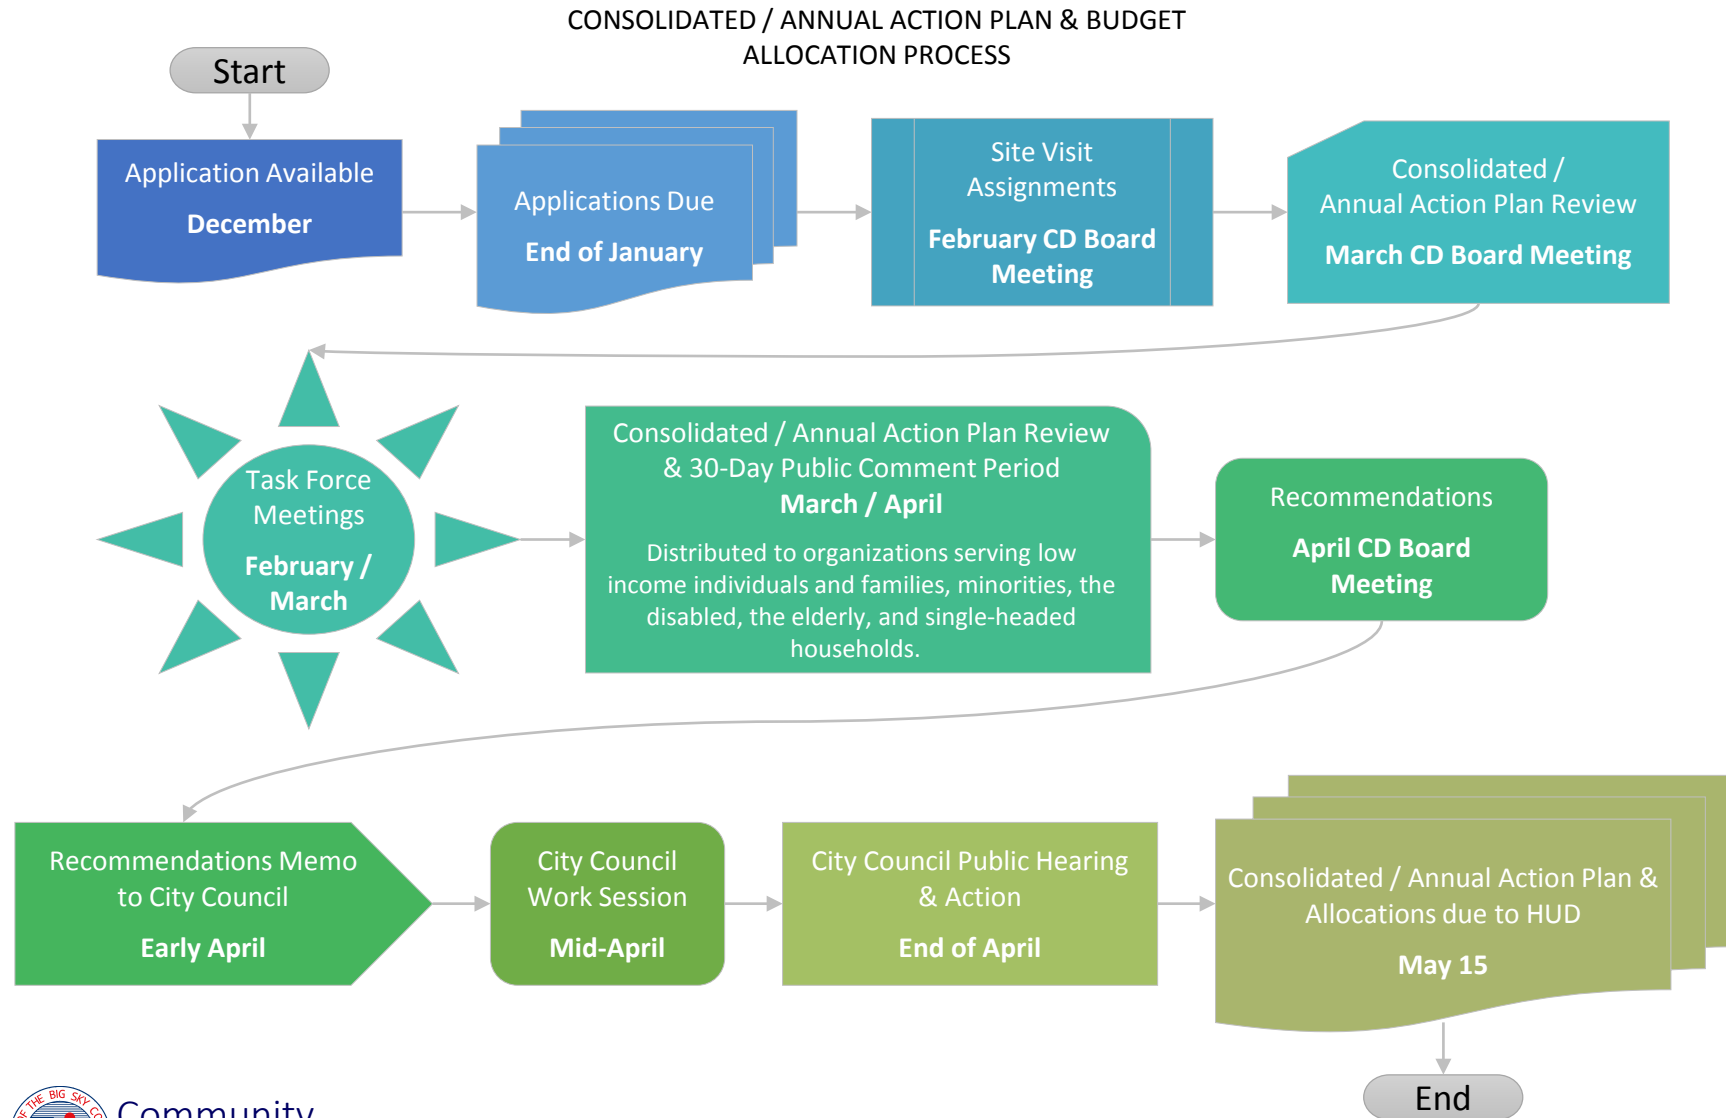 CONSOLIDATED / ANNUAL ACTION PLAN & BUDGET
ALLOCATION PROCESS
Start
Application Available
December
Applications Due
End of January
Site Visit
Assignments
February CD Board
Meeting
Consolidated /
Annual Action Plan Review
March CD Board Meeting
Task Force
Meetings
February /
March
Consolidated / Annual Action Plan Review
& 30-Day Public Comment Period
March / April
Distributed to organizations serving low
income individuals and families, minorities, the
disabled, the elderly, and single-headed
households.
Recommendations
April CD Board
Meeting
Recommendations Memo
to City Council
Early April
City Council
Work Session
Mid-April
City Council Public Hearing
& Action
End of April
Consolidated / Annual Action Plan &
Allocations due to HUD
May 15
End
OF THE BIG SKY
Community